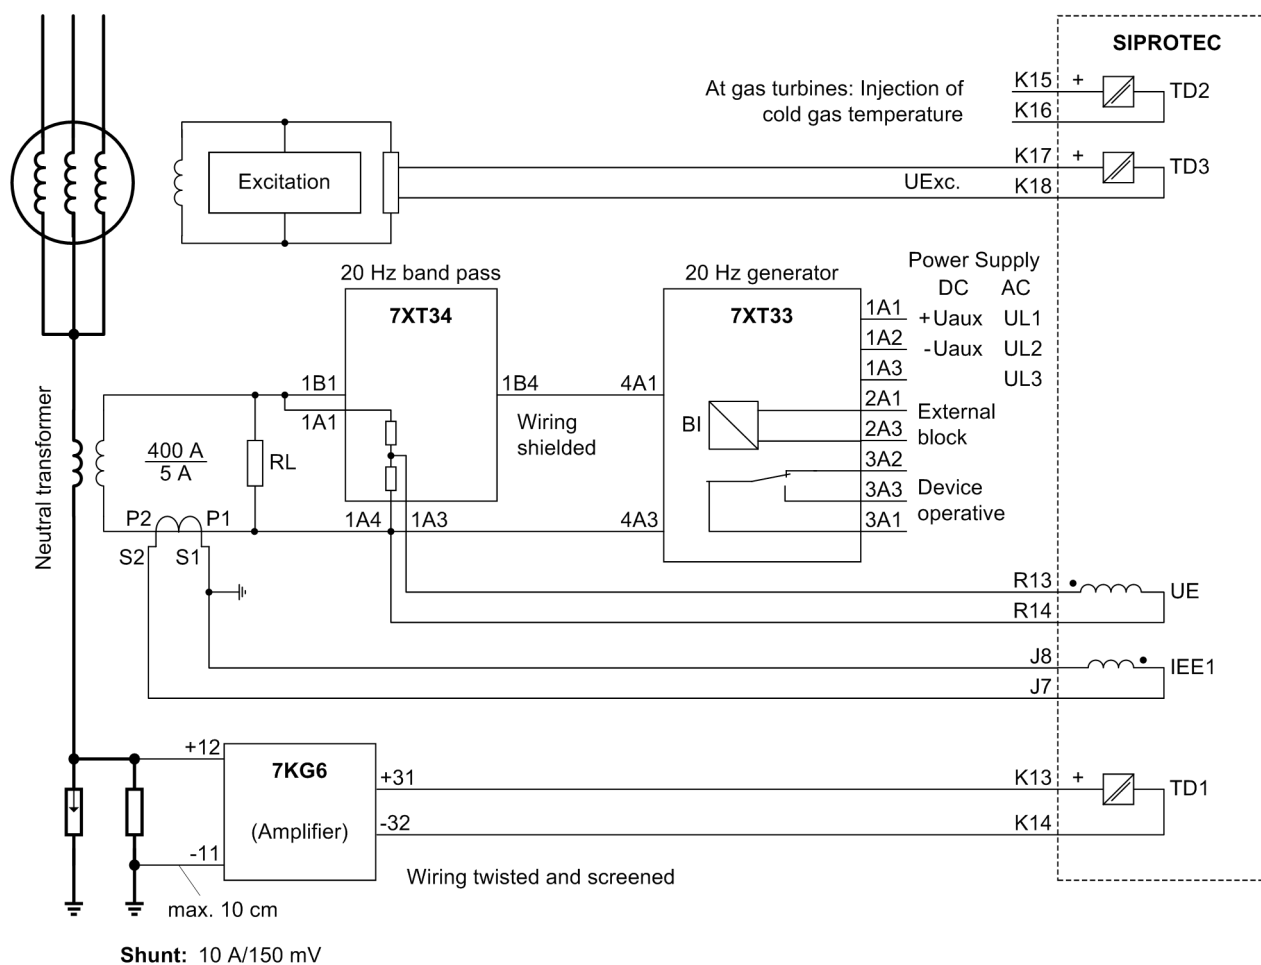 SIPROTEC
At gas turbines: Injection of
cold gas temperature
K15
+
TD2
K16
K17
+
TD3
UExc.
K18
Excitation
20 Hz band pass
7XT34
20 Hz generator
7XT33
Power Supply
DC AC
1A1
+Uaux UL1
1A2
-Uaux UL2
1A3
UL3
1B1
1A1
1B4
4A1
Wiring
shielded
BI
2A1
External
2A3
block
3A2
3A3
Device
operative
3A1
Neutral transformer
400 A
5 A
RL
1A4
1A3
4A3
P2
P1
S2
S1
R13
UE
R14
J8
IEE1
J7
+12
7KG6
(Amplifier)
+31
K13
+
TD1
-32
K14
-11
Wiring twisted and screened
max. 10 cm
Shunt: 10 A/150 mV